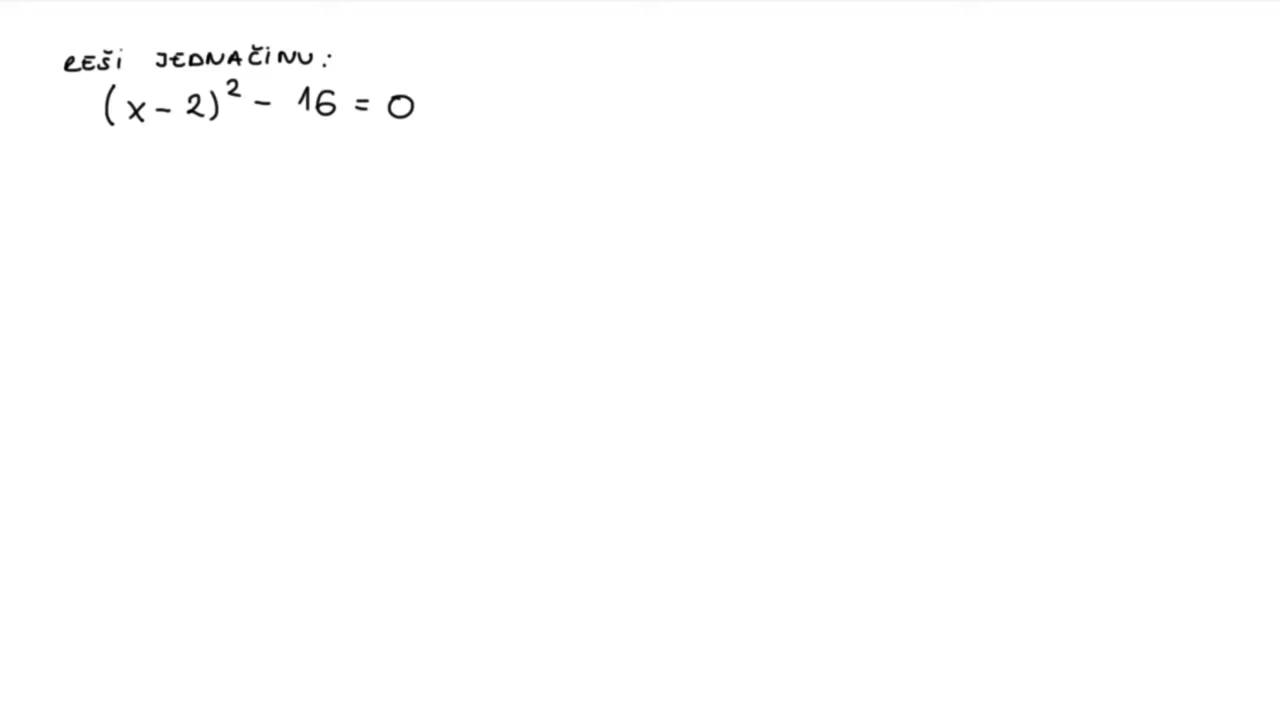 REŠI JEDNAČINU:
(x - 2)² - 16 = 0